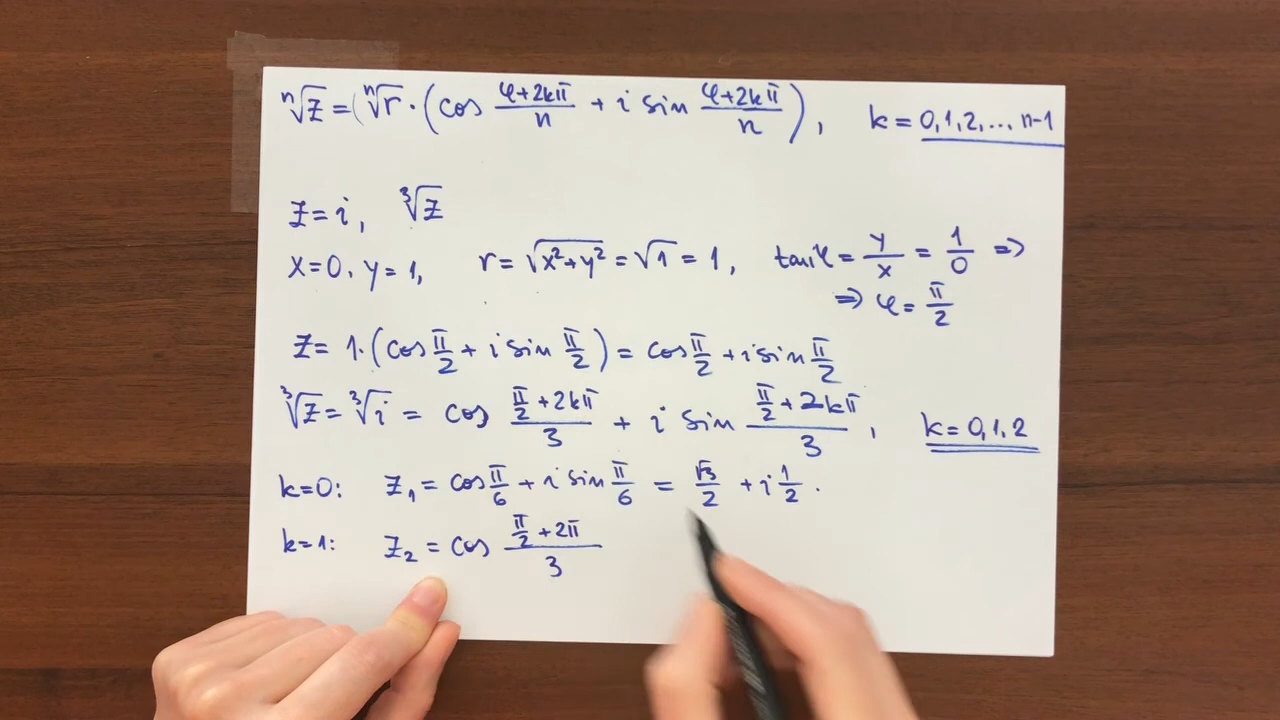 ⁿ√z = ⁿ√r · (cos (φ+2kπ)/n + i sin (φ+2kπ)/n), k = 0,1,2,... n-1
z = i, ³√z
x=0, y=1, r = √(x²+y²) = √1 = 1, tanφ = y/x = 1/0 ⇒
⇒ φ = π/2
z = 1·(cos π/2 + i sin π/2) = cos π/2 + i sin π/2
³√z = ³√i = cos (π/2 + 2kπ)/3 + i sin (π/2 + 2kπ)/3, k = 0,1,2
k=0: z₁ = cos π/6 + i sin π/6 = √3/2 + i 1/2.
k=1: z₂ = cos (π/2 + 2π)/3